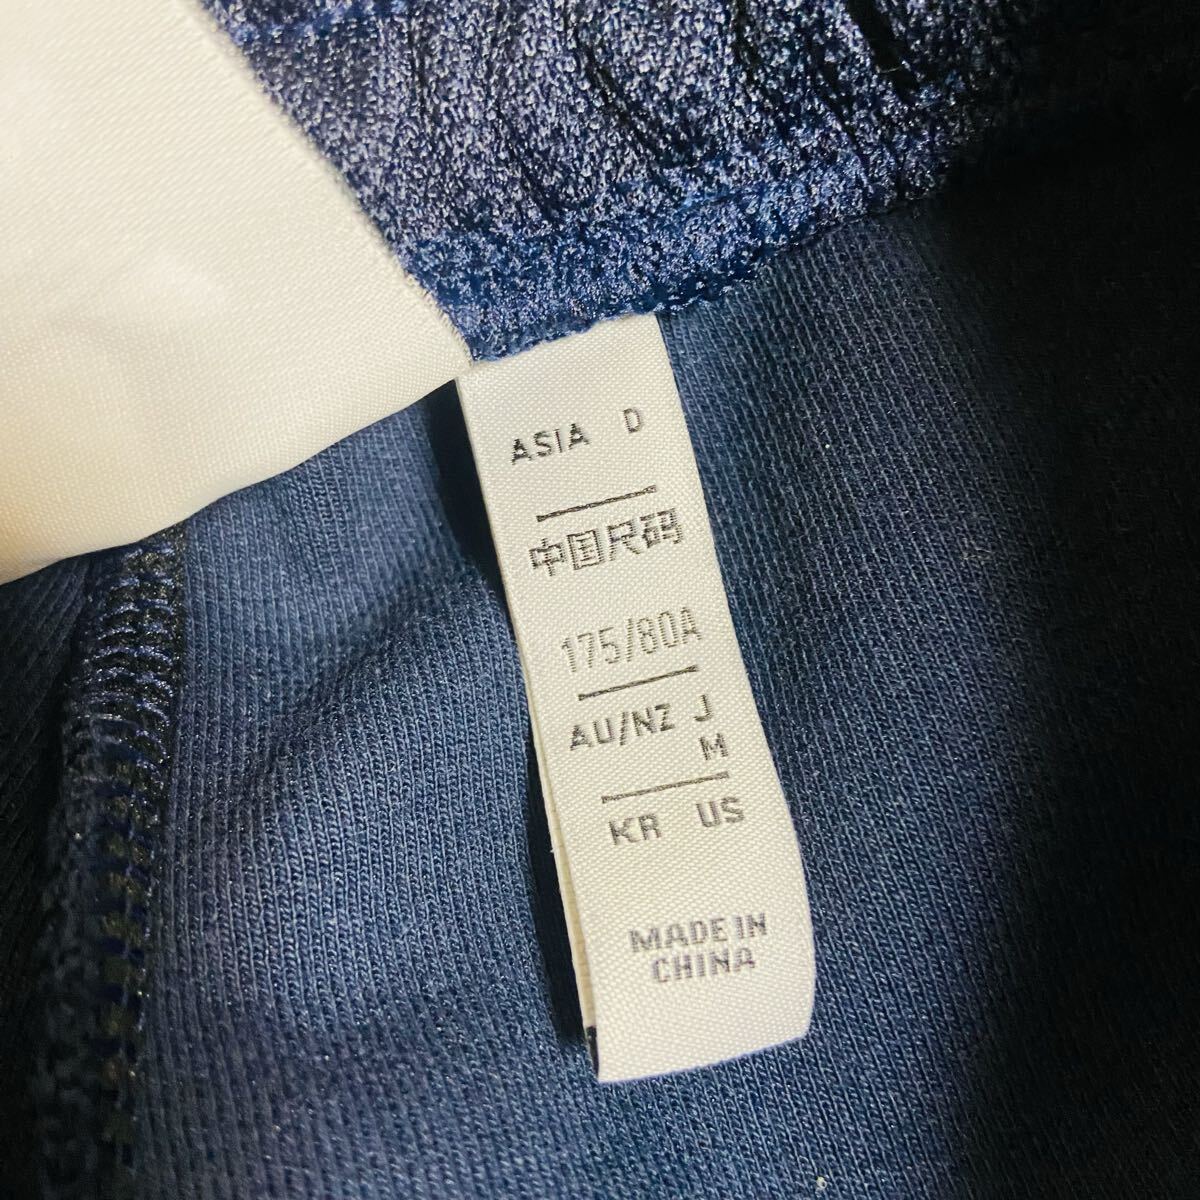 ASIA D
中国尺码
175/80A
AU/NZ J
M
KR US
MADE IN
CHINA